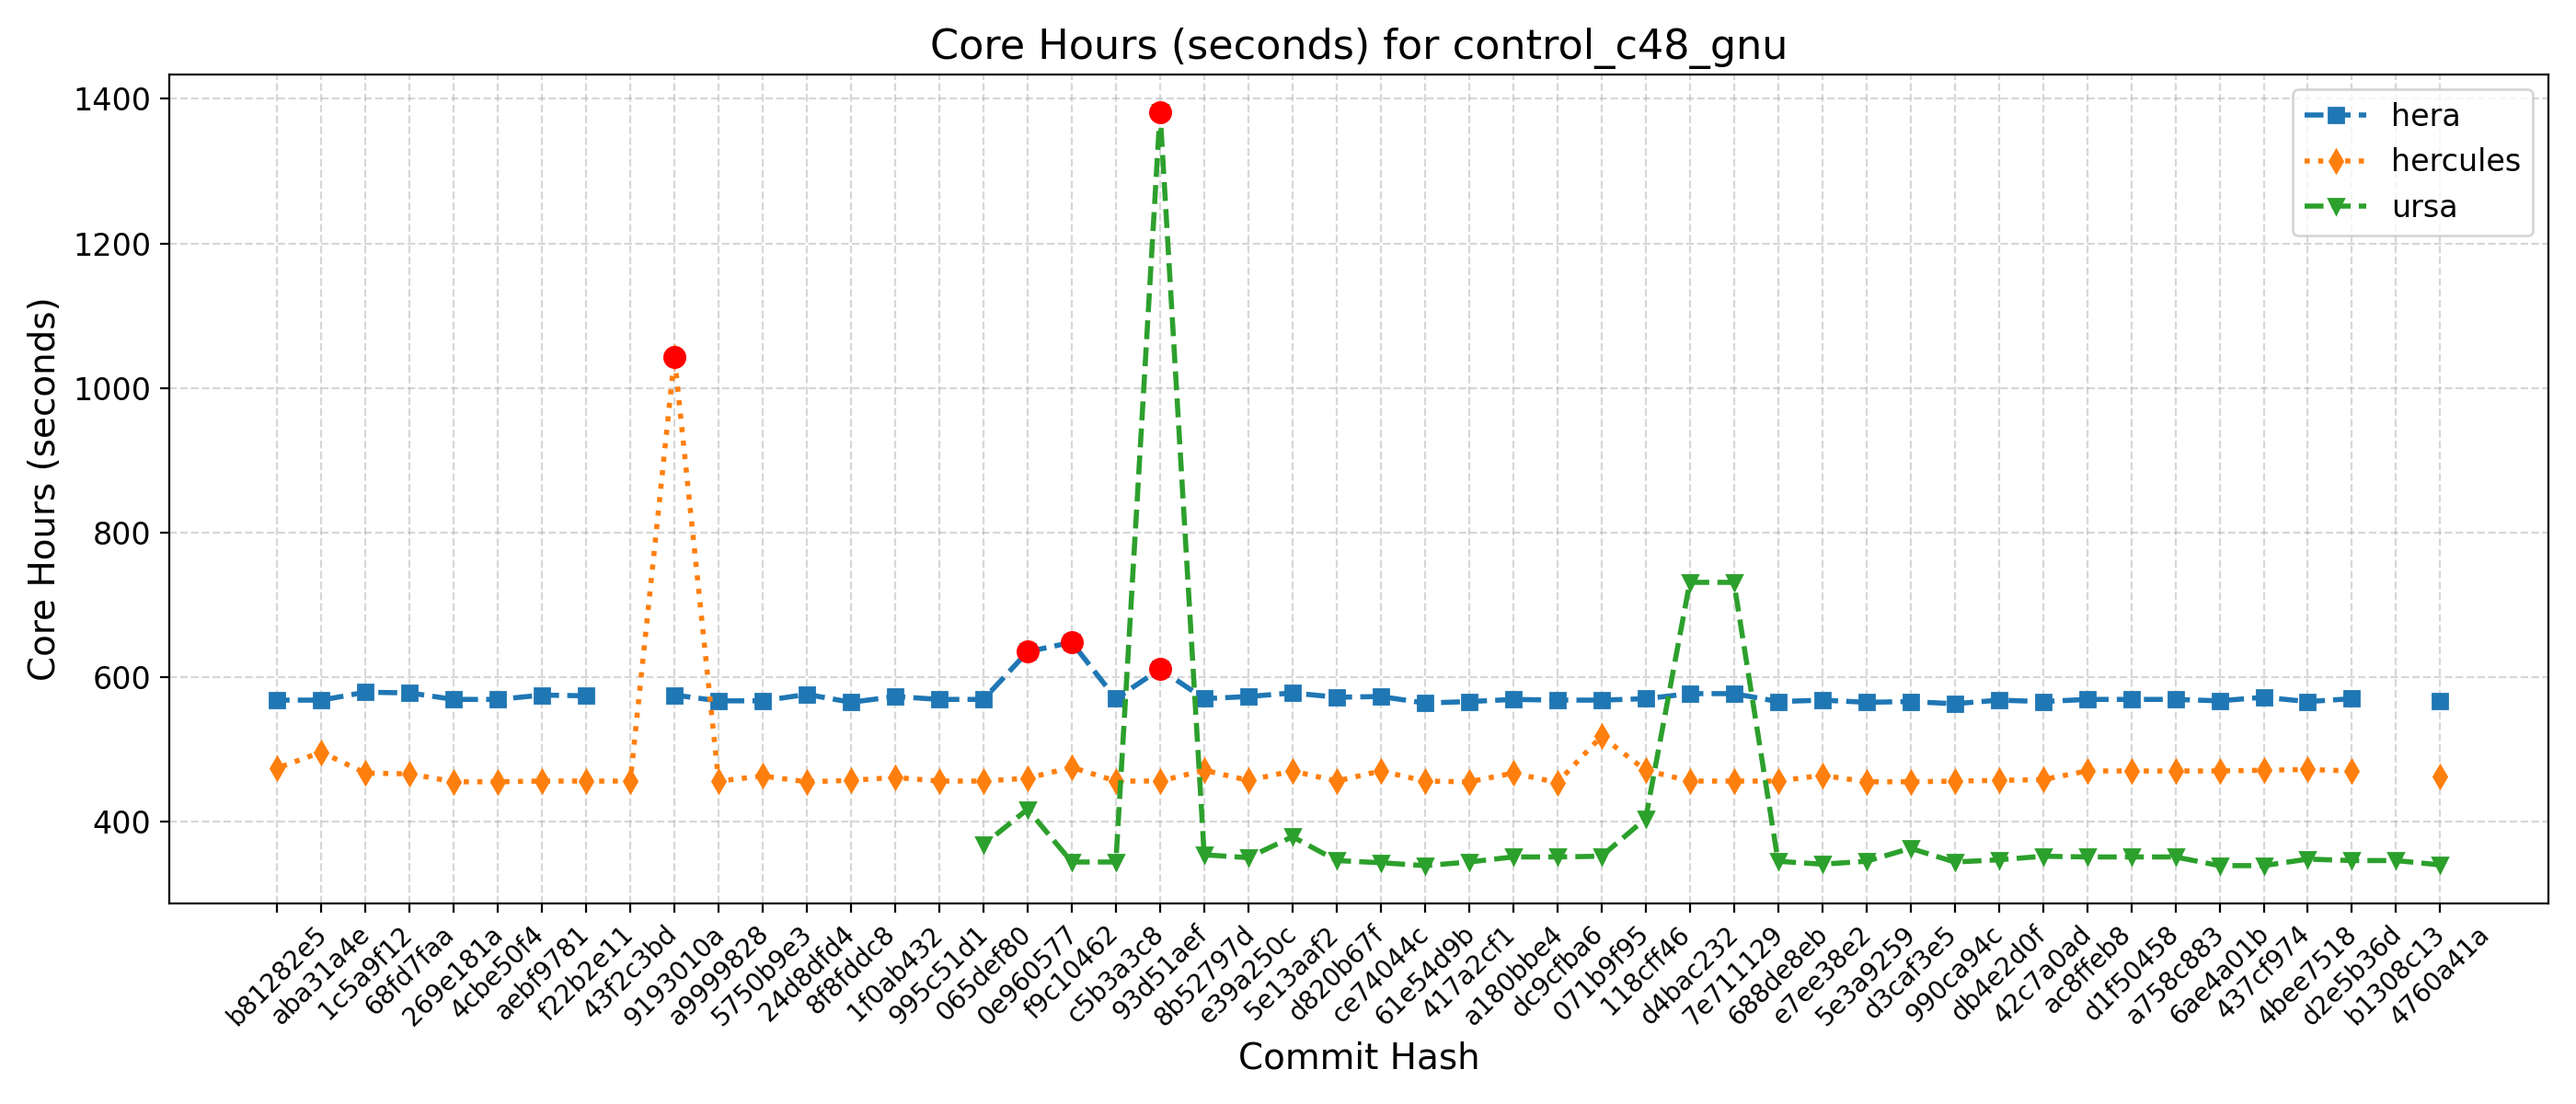 Core Hours (seconds) for control_c48_gnu
Core Hours (seconds)
1400
1200
1000
800
600
400
hera
hercules
ursa
b81282e5
aba31a4e
1c5a9f12
68fd7faa
269e181a
4cbe50f4
aebf9781
f22b2e11
43f2c3bd
9193010a
a9999828
5750b9e3
24d8dfd4
8f8fddc8
1f0ab432
995c51d1
065def80
0e960577
f9c10462
c5b3a3c8
93d51aef
8b52797d
e39a250c
5e13aaf2
d820b67f
ce74044c
61e54d9b
417a2cf1
a180bbe4
dc9cfba6
071b9f95
118cff46
d4bac232
7e711129
688de8eb
e7ee38e2
5e3a9259
d3caf3e5
990ca94c
db4e2d0f
42c7a0ad
ac8ffeb8
d1f50458
a758c883
6ae4a01b
437cf974
4bee7518
d2e5b36d
b1308c13
4760a41a
Commit Hash